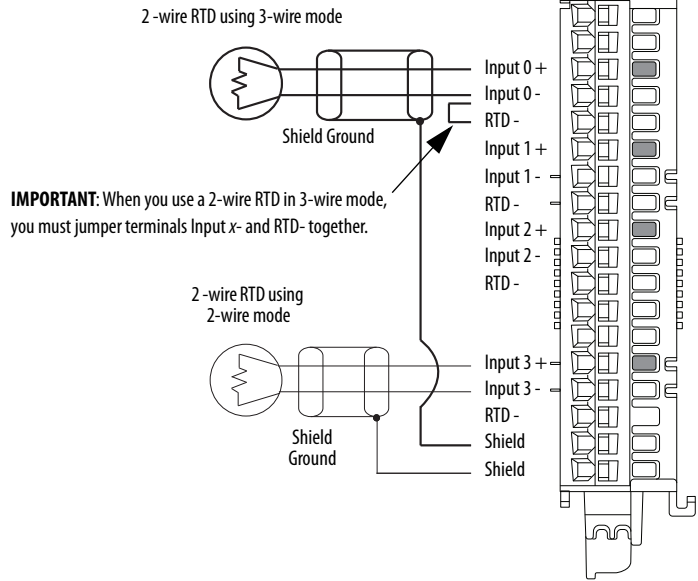 2 -wire RTD using 3-wire mode
Input 0 +
Input 0 -
RTD -
Shield Ground
Input 1 +
IMPORTANT: When you use a 2-wire RTD in 3-wire mode,
you must jumper terminals Input x- and RTD- together.
Input 1 -
RTD -
Input 2 +
Input 2 -
RTD -
2 -wire RTD using
2-wire mode
Input 3 +
Input 3 -
RTD -
Shield
Ground
Shield
Shield